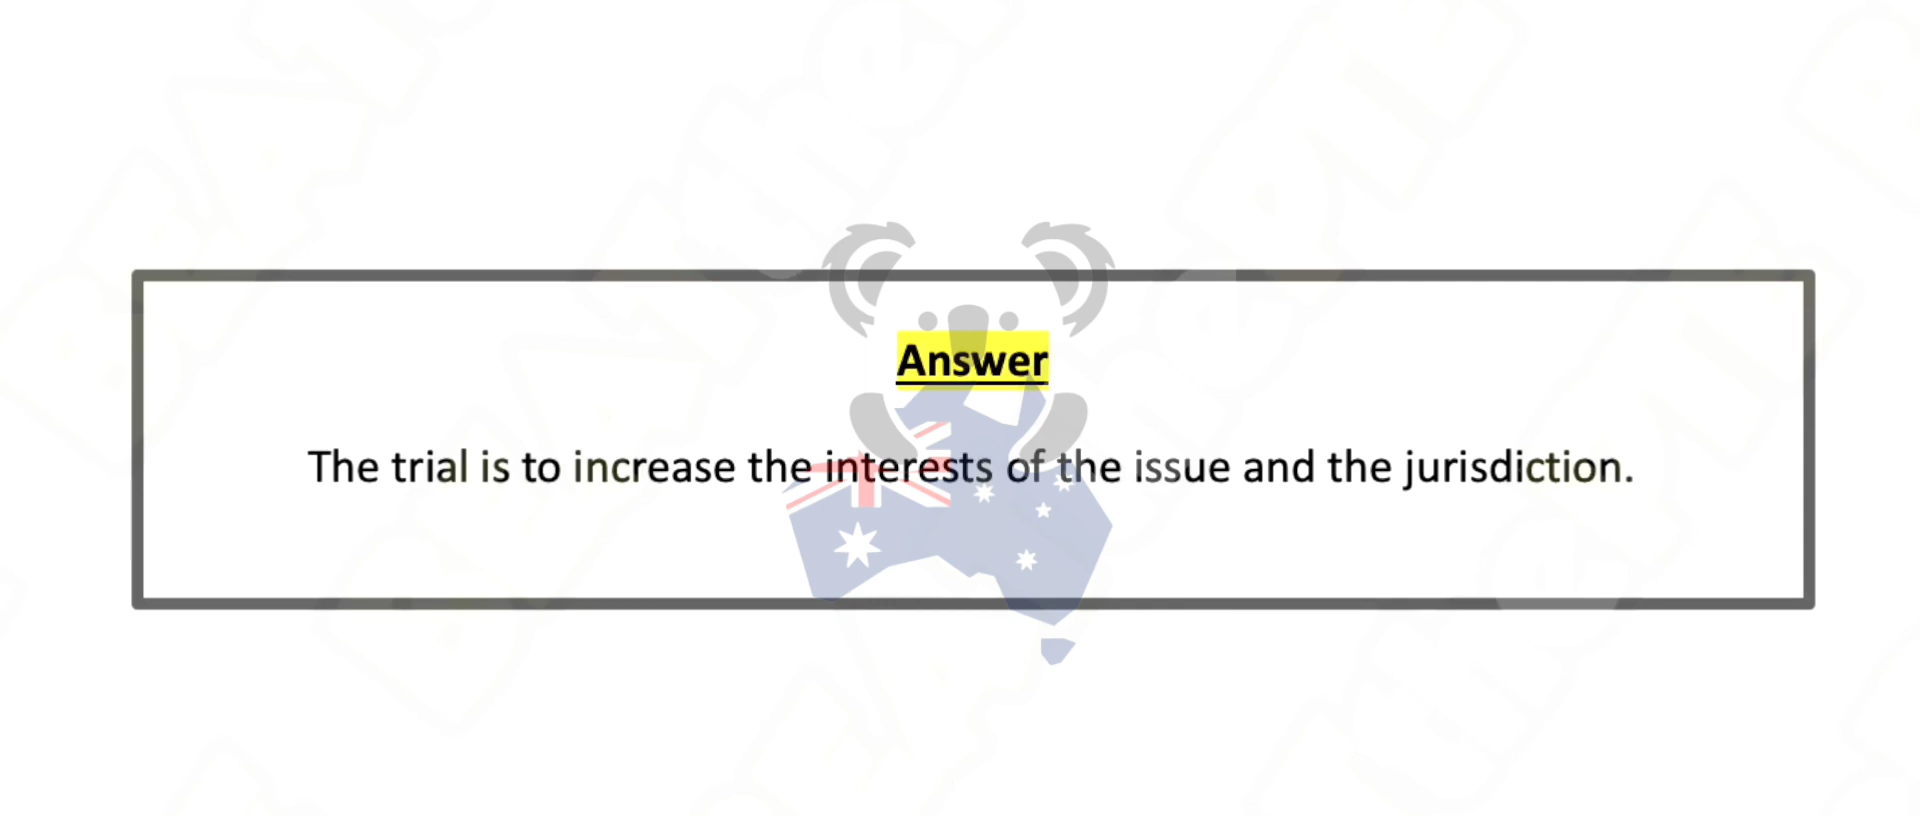 Answer
The trial is to increase the interests of the issue and the jurisdiction.